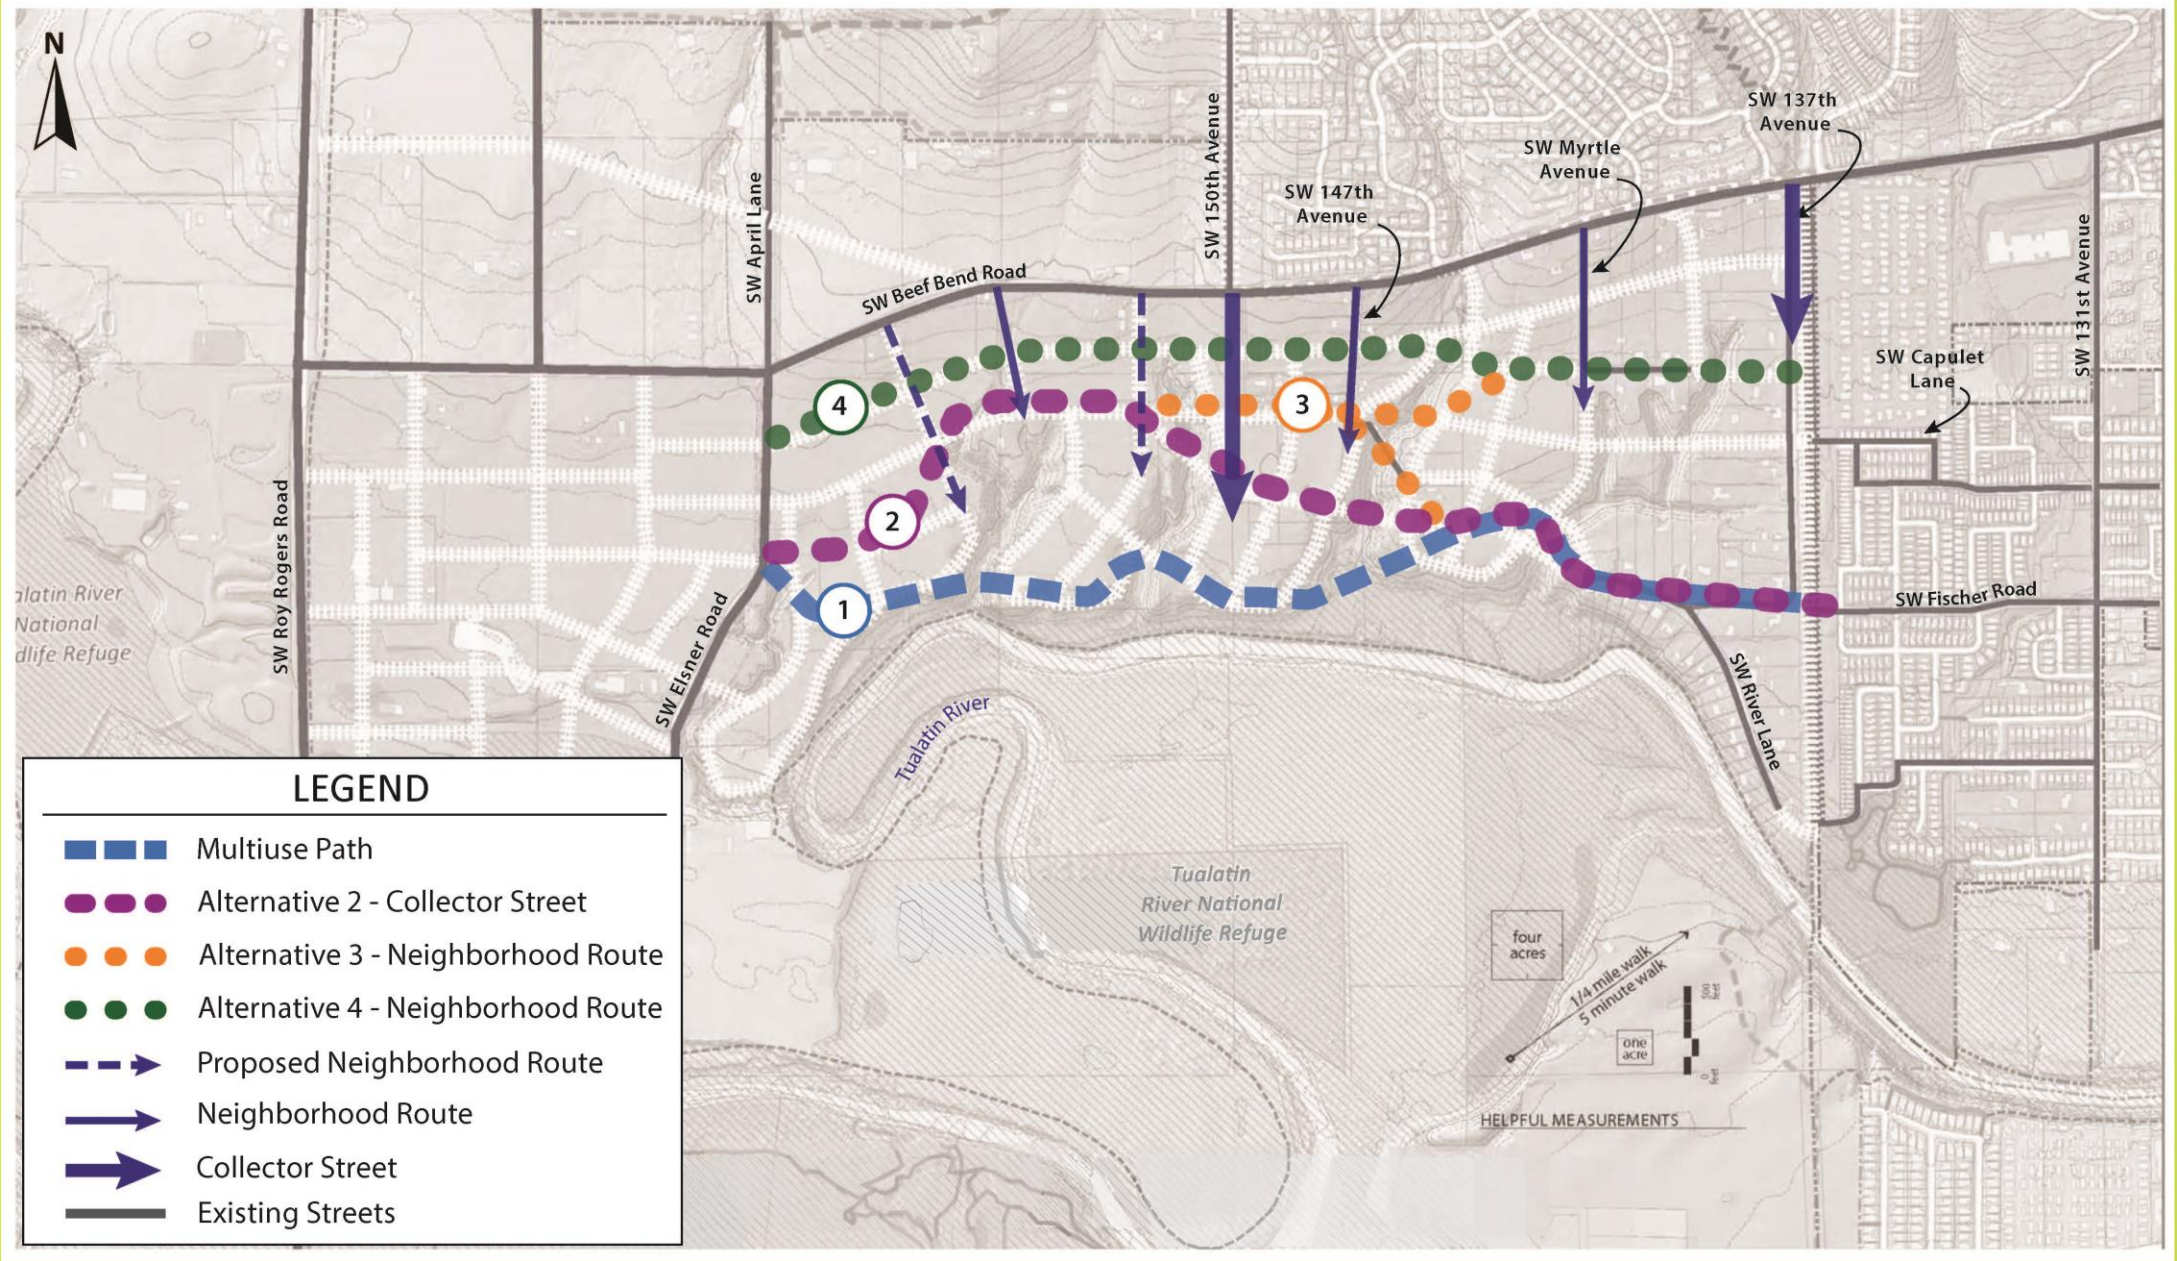 N
SW 137th
Avenue
SW Myrtle
Avenue
SW 147th
Avenue
SW 150th Avenue
SW April Lane
SW Beef Bend Road
SW 131st Avenue
SW Capulet
Lane
4
3
2
1
SW Roy Rogers Road
SW Elsner Road
SW Fischer Road
SW River Lane
alatin River
National
dlife Refuge
Tualatin River
Tualatin
River National
Wildlife Refuge
four
acres
1/4 mile walk
5 minute walk
one
acre
500
feet
0
feet
HELPFUL MEASUREMENTS
LEGEND
Multiuse Path
Alternative 2 - Collector Street
Alternative 3 - Neighborhood Route
Alternative 4 - Neighborhood Route
Proposed Neighborhood Route
Neighborhood Route
Collector Street
Existing Streets